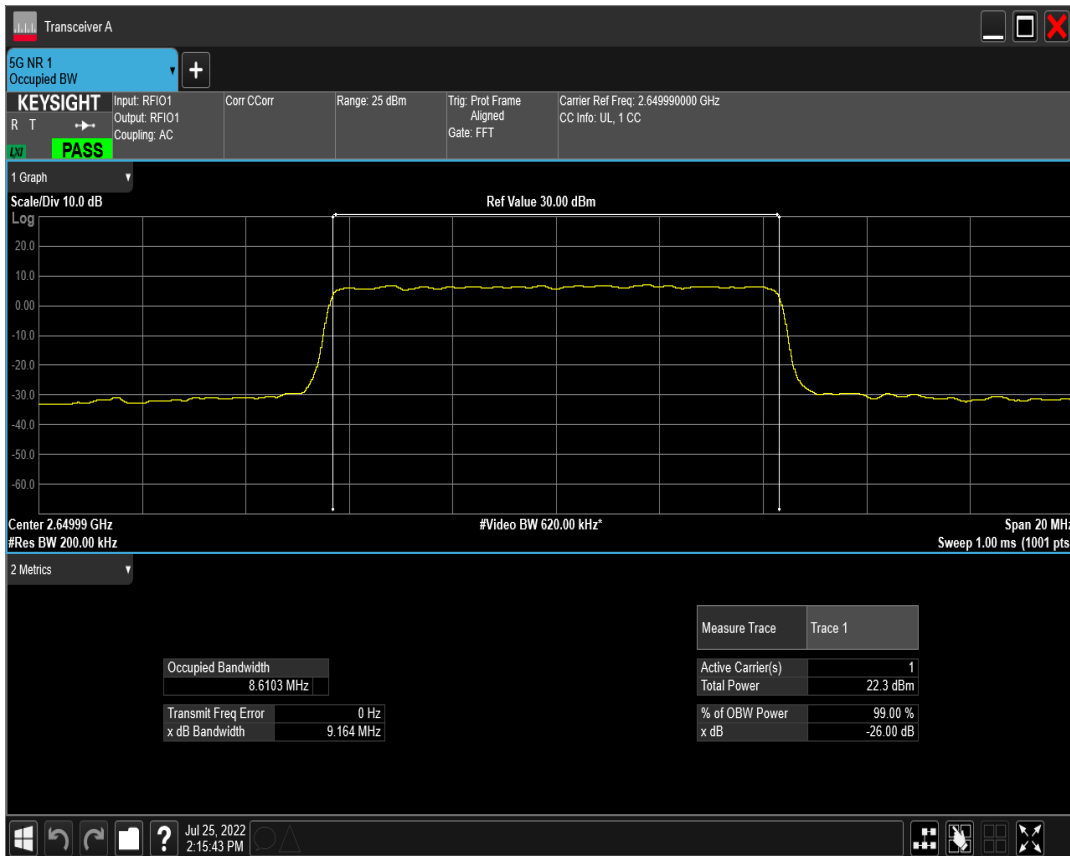 Transceiver A
5G NR 1
Occupied BW
+
KEYSIGHT
R T
LXI
PASS
Input: RFIO1
Output: RFIO1
Coupling: AC
Corr CCorr
Range: 25 dBm
Trig: Prot Frame
Aligned
Gate: FFT
Carrier Ref Freq: 2.649990000 GHz
CC Info: UL, 1 CC
1 Graph
Scale/Div 10.0 dB
Ref Value 30.00 dBm
Log
20.0
10.0
0.00
-10.0
-20.0
-30.0
-40.0
-50.0
-60.0
Center 2.64999 GHz
#Video BW 620.00 kHz*
Span 20 MHz
#Res BW 200.00 kHz
Sweep 1.00 ms (1001 pts
2 Metrics
Measure Trace Trace 1
Occupied Bandwidth
8.6103 MHz
Active Carrier(s) 1
Total Power 22.3 dBm
Transmit Freq Error 0 Hz
x dB Bandwidth 9.164 MHz
% of OBW Power 99.00 %
x dB -26.00 dB
?
Jul 25, 2022
2:15:43 PM